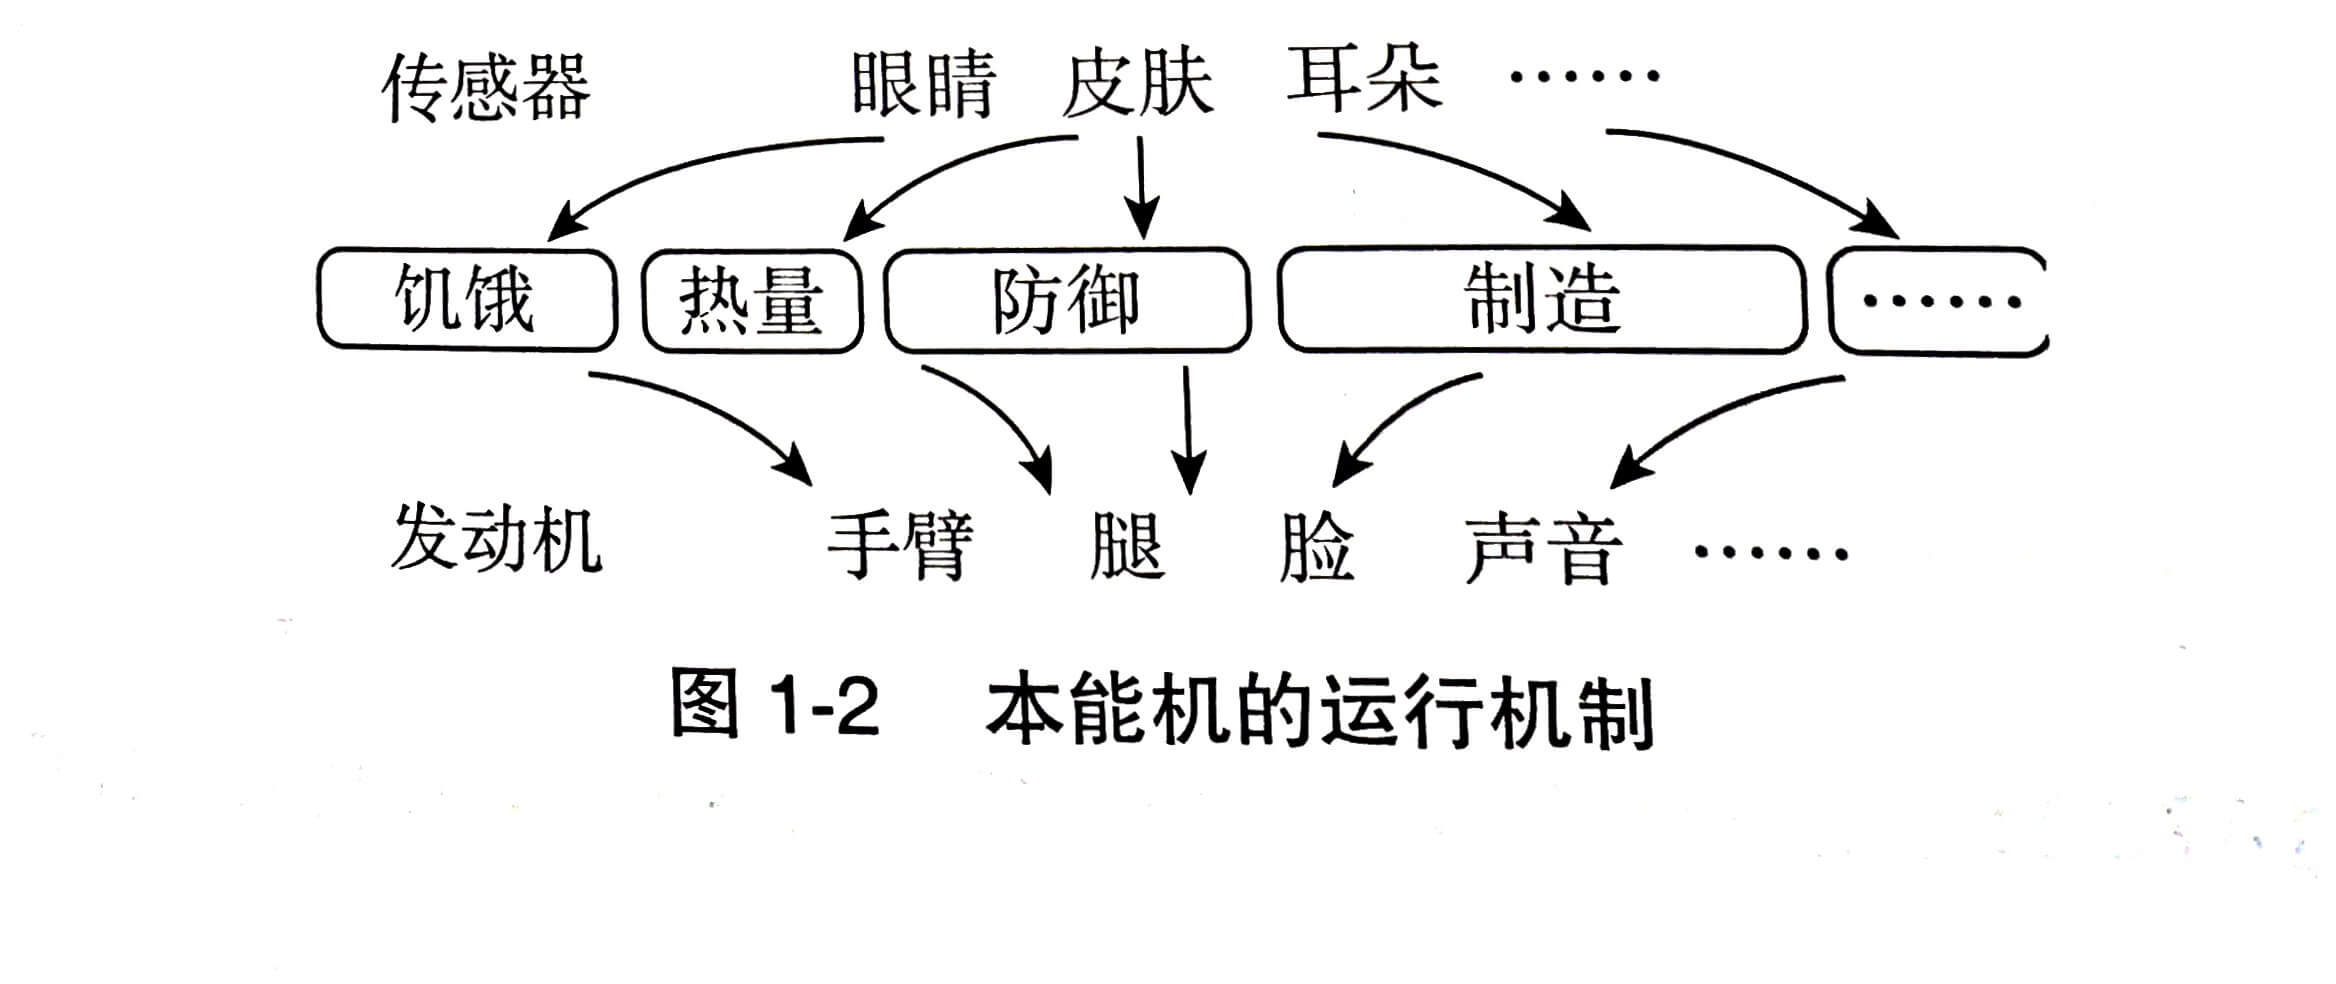 传感器 眼睛 皮肤 耳朵 ……
饥饿 热量 防御 制造 ……
发动机 手臂 腿 脸 声音 ……
图 1-2 本能机的运行机制